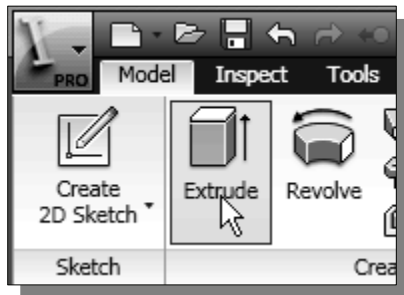 PRO
Model Inspect Tools
Create
2D Sketch
Extrude
Revolve
Sketch
Crea